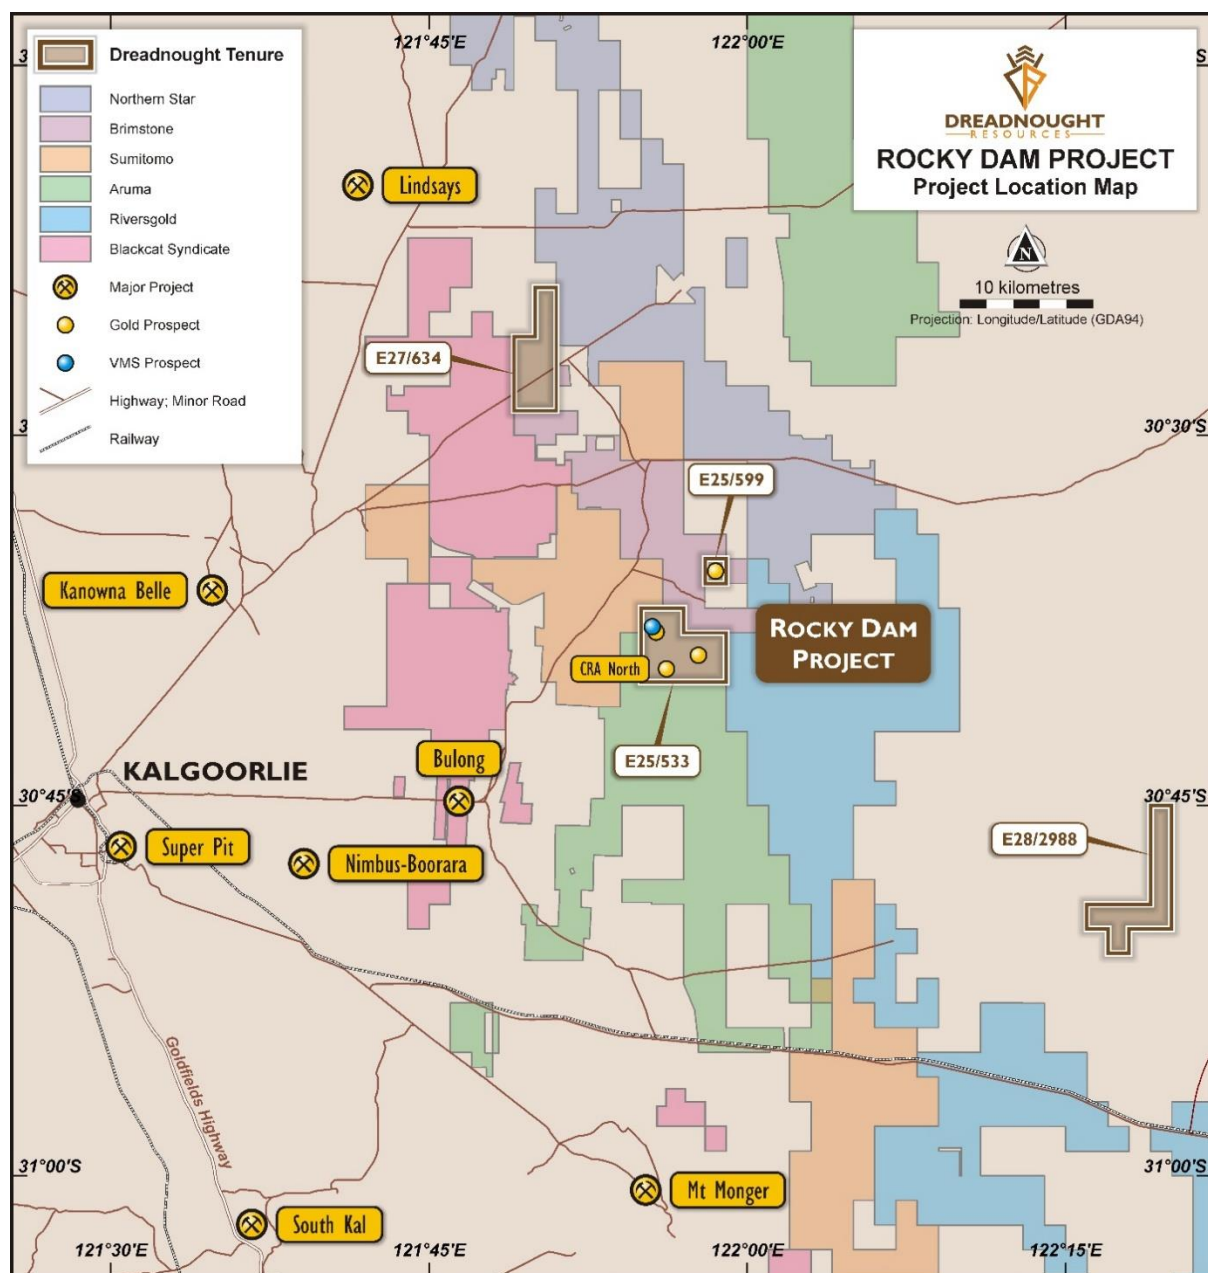 121°45'E
122°00'E
Dreadnought Tenure
Northern Star
Brimstone
Sumitomo
Aruma
Riversgold
Blackcat Syndicate
Major Project
Gold Prospect
VMS Prospect
Highway; Minor Road
Railway
DREADNOUGHT
RESOURCES
ROCKY DAM PROJECT
Project Location Map
N
10 kilometres
Projection: Longitude/Latitude (GDA94)
Lindsays
E27/634
30°30'S
E25/599
Kanowna Belle
ROCKY DAM
PROJECT
CRA North
E25/533
Bulong
KALGOORLIE
30°45'S
30°45'S
Super Pit
Nimbus-Boorara
E28/2988
Goldfields Highway
31°00'S
31°00'S
Mt Monger
South Kal
121°30'E
121°45'E
122°00'E
122°15'E